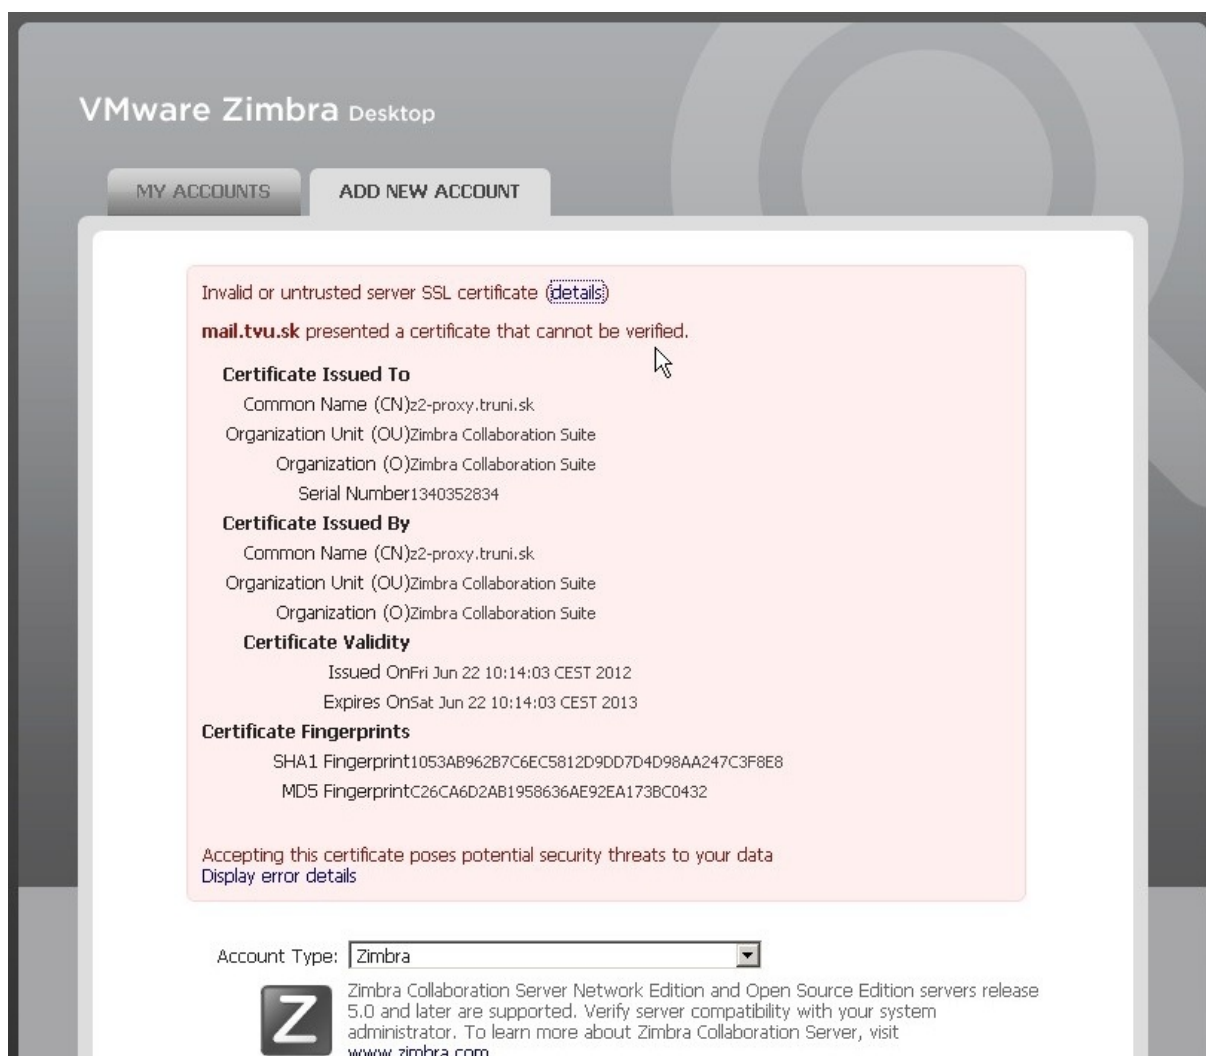 VMware Zimbra Desktop
MY ACCOUNTS
ADD NEW ACCOUNT
Invalid or untrusted server SSL certificate (details)
mail.tvu.sk presented a certificate that cannot be verified.
Certificate Issued To
Common Name (CN)z2-proxy.truni.sk
Organization Unit (OU)Zimbra Collaboration Suite
Organization (O)Zimbra Collaboration Suite
Serial Number1340352834
Certificate Issued By
Common Name (CN)z2-proxy.truni.sk
Organization Unit (OU)Zimbra Collaboration Suite
Organization (O)Zimbra Collaboration Suite
Certificate Validity
Issued OnFri Jun 22 10:14:03 CEST 2012
Expires OnSat Jun 22 10:14:03 CEST 2013
Certificate Fingerprints
SHA1 Fingerprint1053AB962B7C6EC5812D9DD7D4D98AA247C3F8E8
MD5 FingerprintC26CA6D2AB1958636AE92EA173BC0432
Accepting this certificate poses potential security threats to your data
Display error details
Account Type: Zimbra
Z
Zimbra Collaboration Server Network Edition and Open Source Edition servers release
5.0 and later are supported. Verify server compatibility with your system
administrator. To learn more about Zimbra Collaboration Server, visit
www.zimbra.com